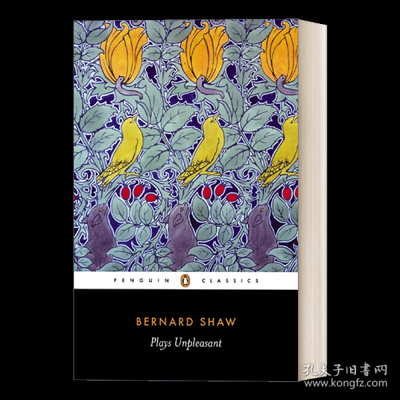 PENGUIN CLASSICS
BERNARD SHAW
Plays Unpleasant
孔夫子旧书网
www.kongfz.com